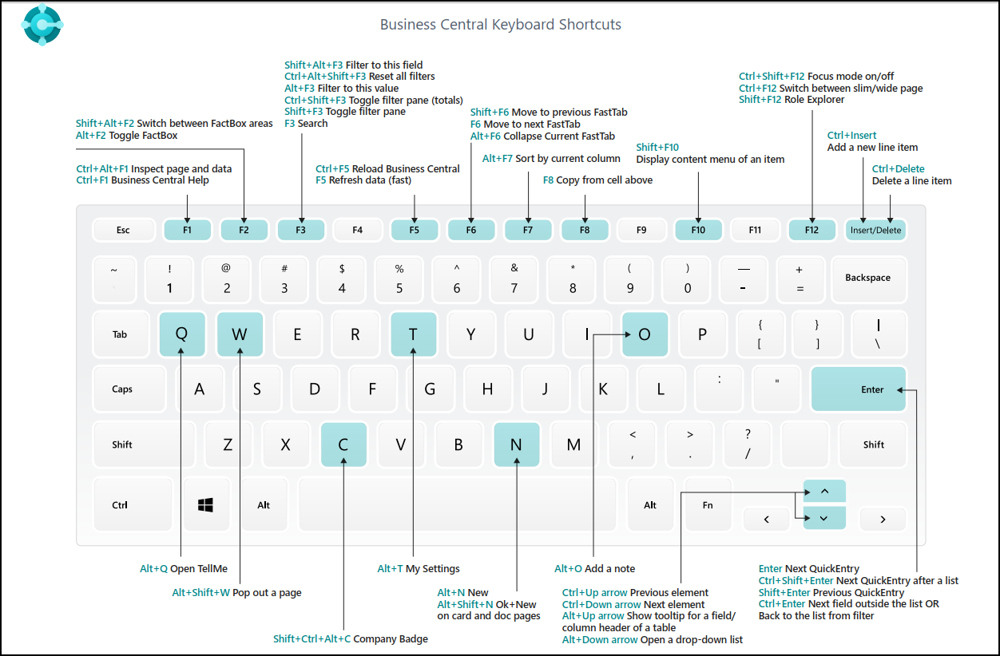 Business Central Keyboard Shortcuts
Shift+Alt+F3 Filter to this field
Ctrl+Alt+Shift+F3 Reset all filters
Alt+F3 Filter to this value
Ctrl+Shift+F3 Toggle filter pane (totals)
Shift+F3 Toggle filter pane
F3 Search
Ctrl+Shift+F12 Focus mode on/off
Ctrl+F12 Switch between slim/wide page
Shift+F12 Role Explorer
Shift+F6 Move to previous FastTab
F6 Move to next FastTab
Alt+F6 Collapse Current FastTab
Shift+Alt+F2 Switch between FactBox areas
Alt+F2 Toggle FactBox
Ctrl+Insert
Add a new line item
Shift+F10
Display content menu of an item
Alt+F7 Sort by current column
Ctrl+Alt+F1 Inspect page and data
Ctrl+F1 Business Central Help
Ctrl+F5 Reload Business Central
F5 Refresh data (fast)
F8 Copy from cell above
Ctrl+Delete
Delete a line item
Esc F1 F2 F3 F4 F5 F6 F7 F8 F9 F10 F11 F12 Insert/Delete
~ ! @ # $ % ^ & * ( ) — +
1 2 3 4 5 6 7 8 9 0 - = Backspace
Tab Q W E R T Y U I O P { } |
[ ] \
Caps A S D F G H J K L : " Enter
Shift Z X C V B N M < > ? Shift
, . /
Ctrl Alt Alt Fn ^ 
< ⌄ >
Alt+Q Open TellMe
Alt+T My Settings
Alt+O Add a note
Alt+Shift+W Pop out a page
Alt+N New
Alt+Shift+N Ok+New
on card and doc pages
Ctrl+Up arrow Previous element
Ctrl+Down arrow Next element
Alt+Up arrow Show tooltip for a field/
column header of a table
Alt+Down arrow Open a drop-down list
Enter Next QuickEntry
Ctrl+Shift+Enter Next QuickEntry after a list
Shift+Enter Previous QuickEntry
Ctrl+Enter Next field outside the list OR
Back to the list from filter
Shift+Ctrl+Alt+C Company Badge